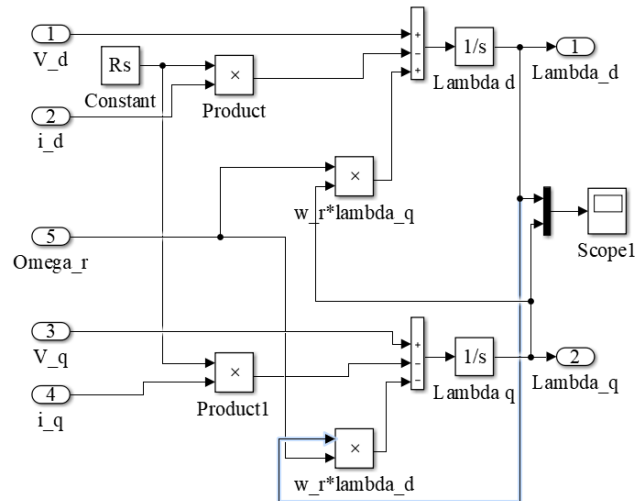 1
V_d
Rs
Constant
×
Product
2
i_d
+
−
+
1/s
Lambda d
1
Lambda_d
×
w_r*lambda_q
5
Omega_r
Scope1
3
V_q
×
Product1
4
i_q
+
−
−
1/s
Lambda q
2
Lambda_q
×
w_r*lambda_d